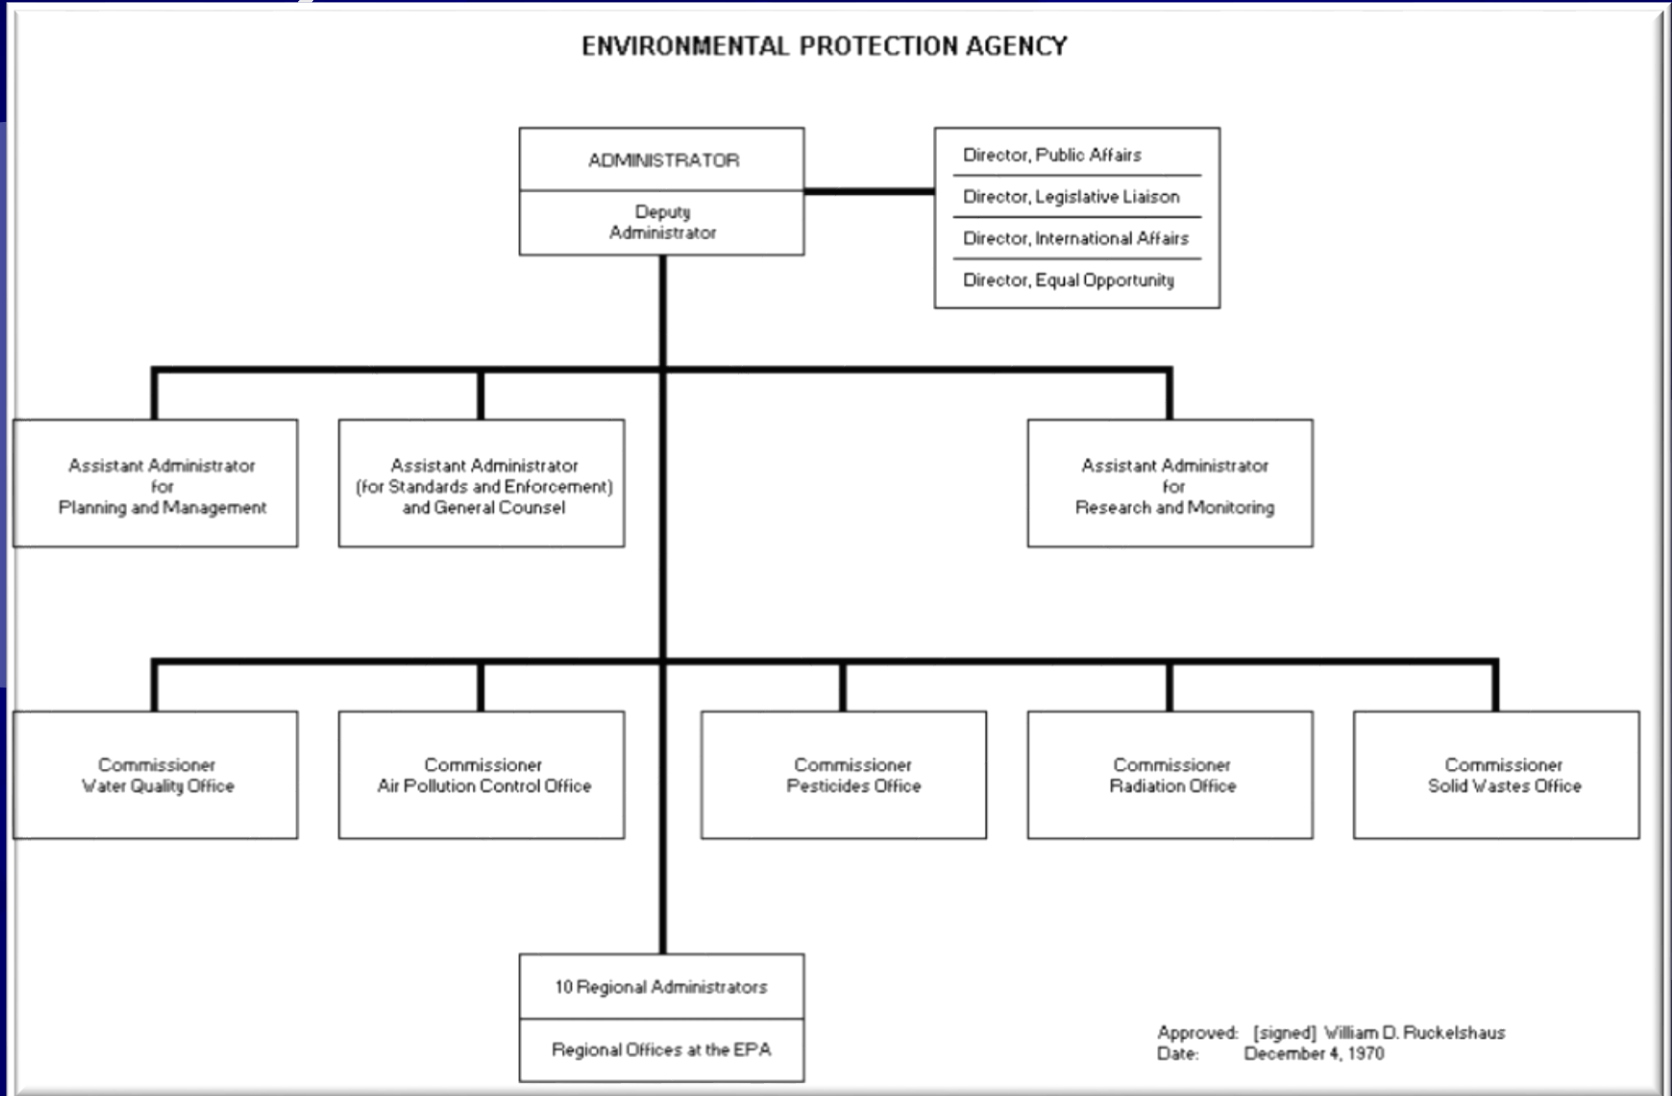 ENVIRONMENTAL PROTECTION AGENCY
ADMINISTRATOR
Deputy
Administrator
Director, Public Affairs
Director, Legislative Liaison
Director, International Affairs
Director, Equal Opportunity
Assistant Administrator
for
Planning and Management
Assistant Administrator
(for Standards and Enforcement)
and General Counsel
Assistant Administrator
for
Research and Monitoring
Commissioner
Water Quality Office
Commissioner
Air Pollution Control Office
Commissioner
Pesticides Office
Commissioner
Radiation Office
Commissioner
Solid Wastes Office
10 Regional Administrators
Regional Offices at the EPA
Approved: [signed] William D. Ruckelshaus
Date: December 4, 1970